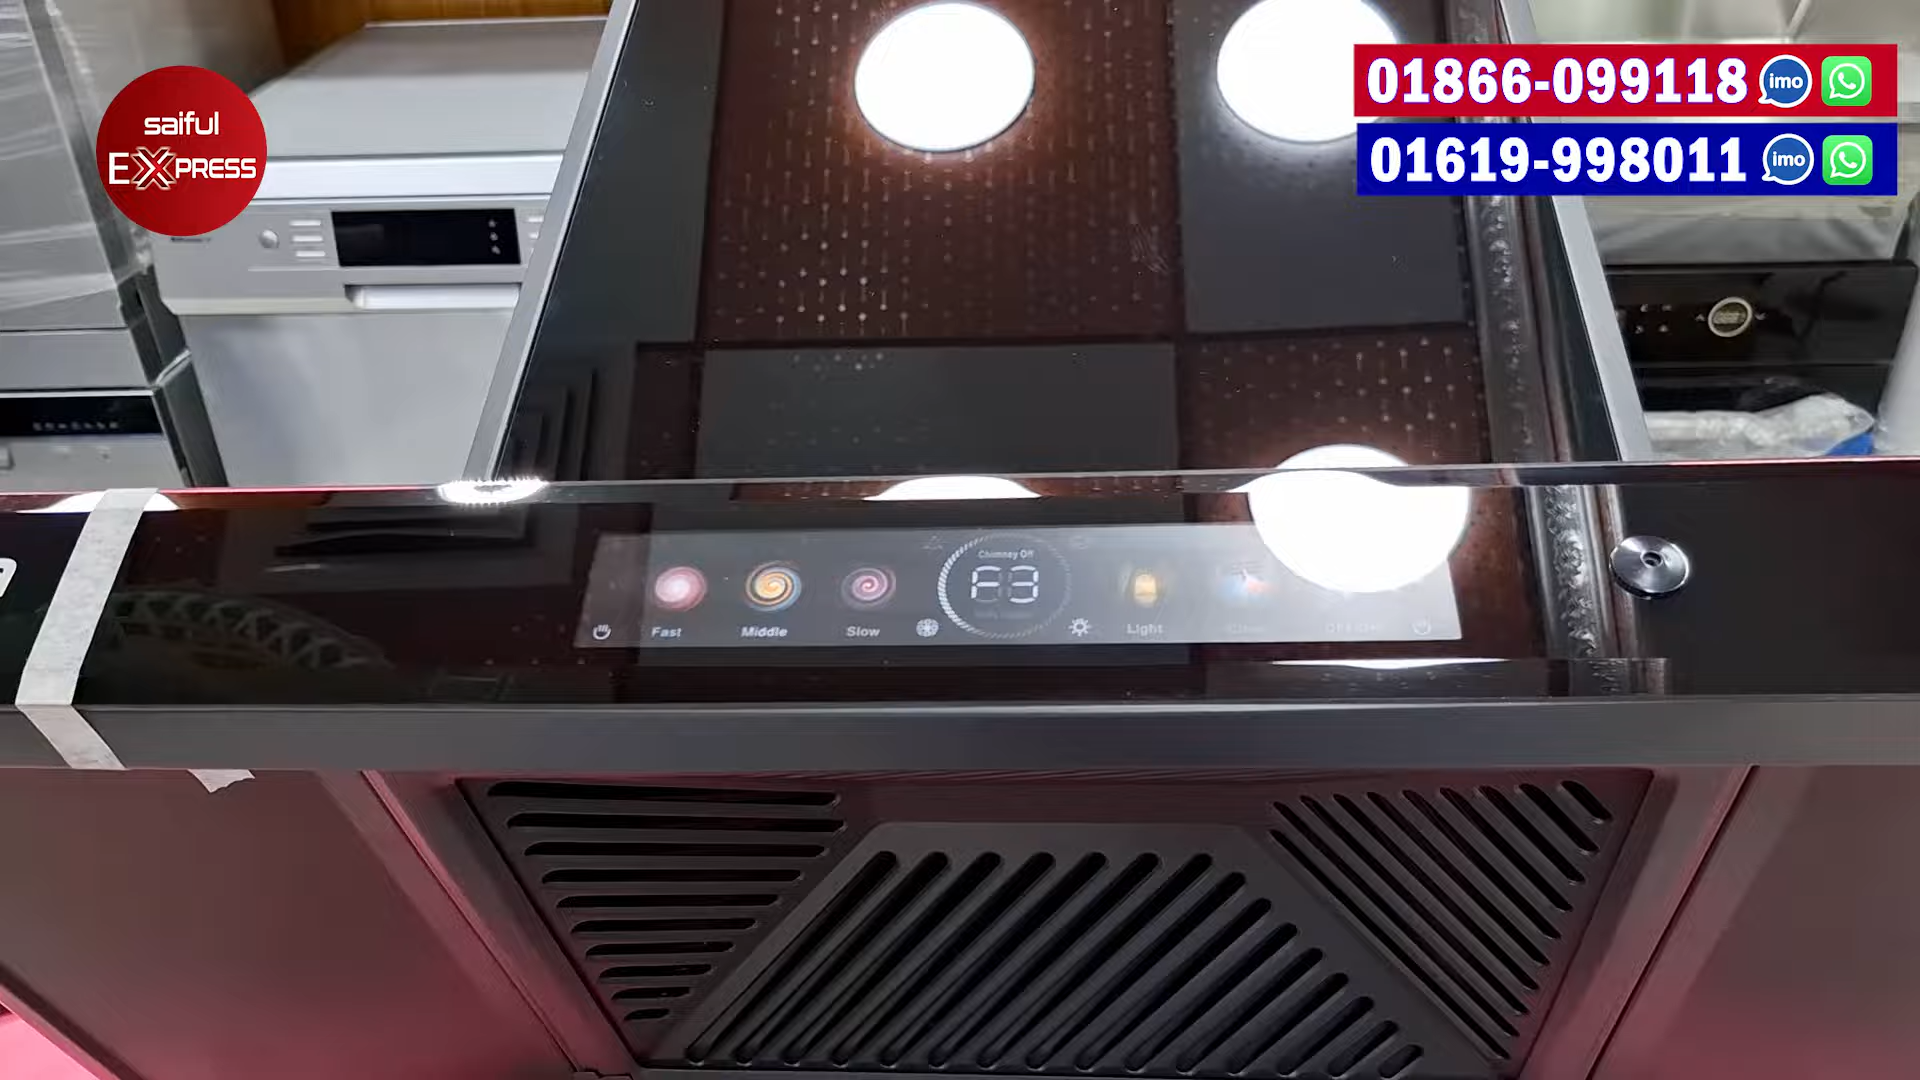 saiful
EXPRESS
01866-099118 imo
01619-998011 imo
Chimney Off
F3
Fast
Middle
Slow
Light